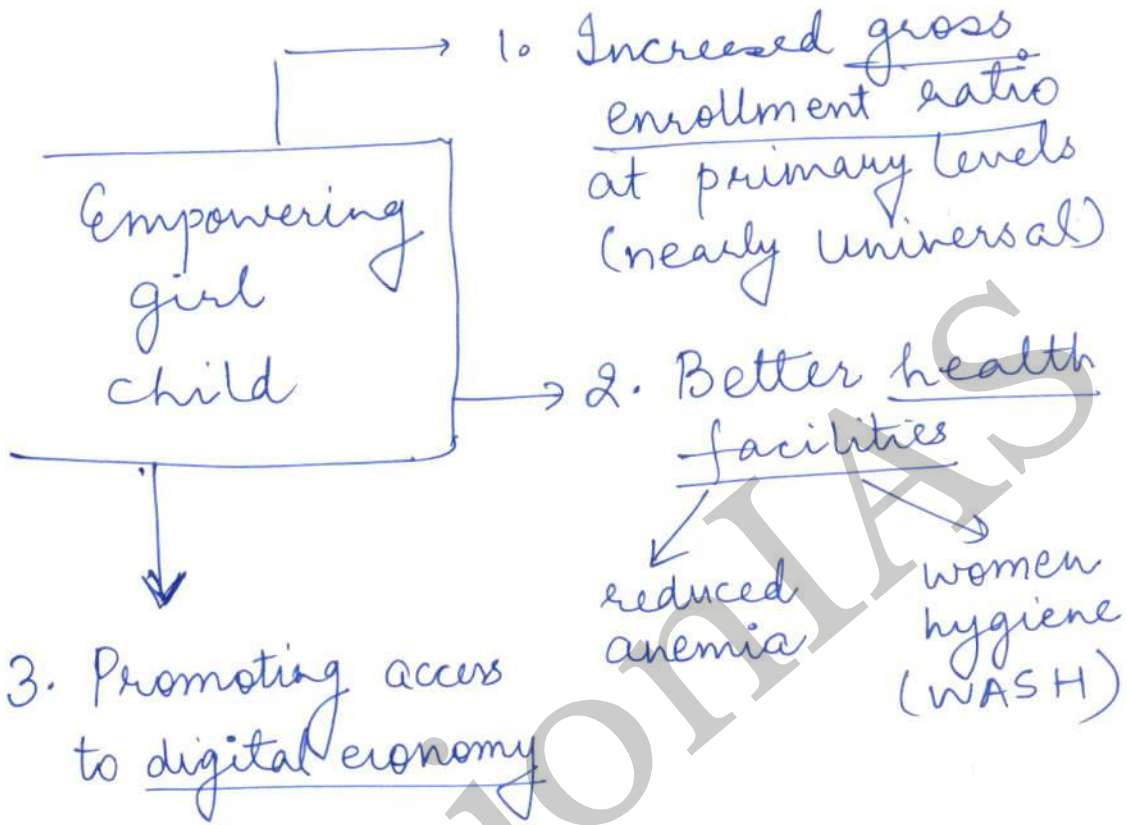 1. Increased gross
enrollment ratio
at primary levels
(nearly universal)
Empowering
girl
child
2. Better health
facilities
reduced
anemia
women
hygiene
(WASH)
3. Promoting access
to digital economy
ionIAS